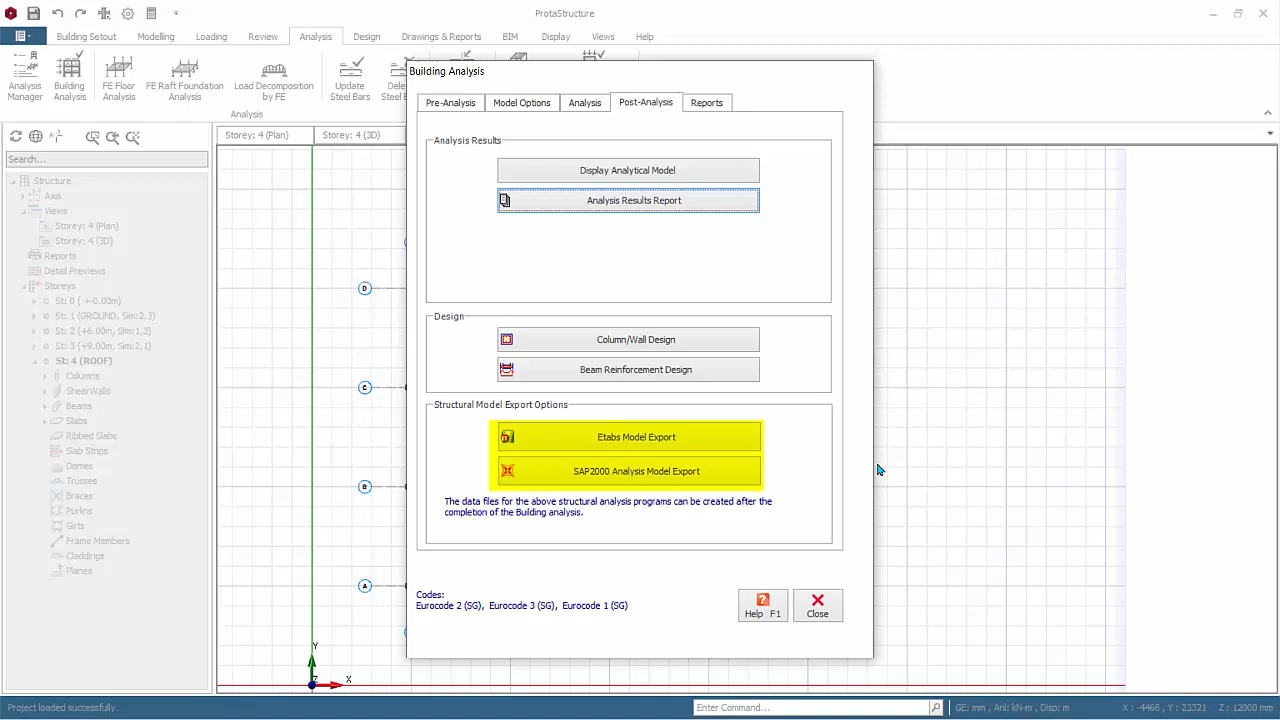 ProtaStructure
Building Setout
Modelling
Loading
Review
Analysis
Design
Drawings & Reports
BIM
Display
Views
Help
Analysis
Manager
Building
Analysis
FE Floor
Analysis
FE Raft Foundation
Analysis
Load Decomposition
by FE
Update
Steel Bars
Analysis
Search...
Structure
Axis
Views
Storey: 4 (Plan)
Storey: 4 (3D)
Reports
Detail Previews
Storeys
St: 0 ( +-0.00m)
St: 1 (GROUND, Sim:2,3)
St: 2 (+6.00m, Sim:1,3)
St: 3 (+9.00m, Sim:2,1)
St: 4 (ROOF)
Columns
ShearWalls
Beams
Slabs
Ribbed Slabs
Slab Strips
Domes
Trusses
Braces
Purlins
Girts
Frame Members
Claddings
Planes
Storey: 4 (Plan)
Storey: 4 (3D)
D
C
B
A
Y
Z
X
Building Analysis
Pre-Analysis
Model Options
Analysis
Post-Analysis
Reports
Analysis Results
Display Analytical Model
Analysis Results Report
Design
Column/Wall Design
Beam Reinforcement Design
Structural Model Export Options
Etabs Model Export
SAP2000 Analysis Model Export
The data files for the above structural analysis programs can be created after the
completion of the Building analysis.
Codes:
Eurocode 2 (SG), Eurocode 3 (SG), Eurocode 1 (SG)
Help F1
Close
Project loaded successfully.
Enter Command...
GE: mm , Anl: kN-m , Disp: m
X : -4466 , Y : 23321
Z : 12000 mm